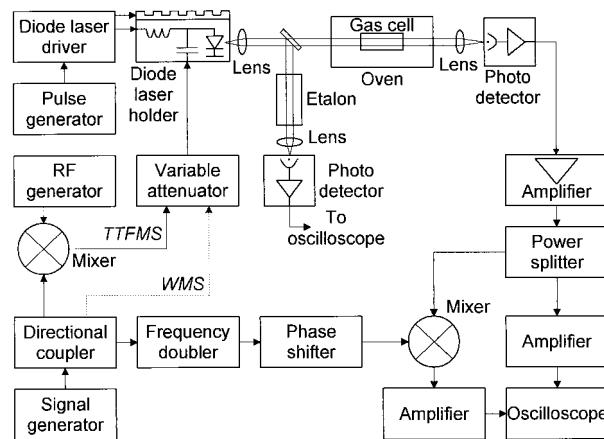 Diode laser
driver
Pulse
generator
Diode
laser
holder
Lens
Gas cell
Oven
Lens
Photo
detector
Etalon
Lens
Photo
detector
To
oscilloscope
RF
generator
Variable
attenuator
Mixer
TTFMS
WMS
Amplifier
Power
splitter
Mixer
Directional
coupler
Frequency
doubler
Phase
shifter
Amplifier
Signal
generator
Amplifier
Oscilloscope